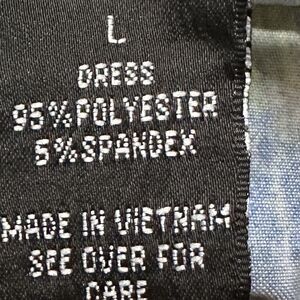 L
DRESS
95% POLYESTER
5% SPANDEX
MADE IN VIETNAM
SEE OVER FOR
CARE